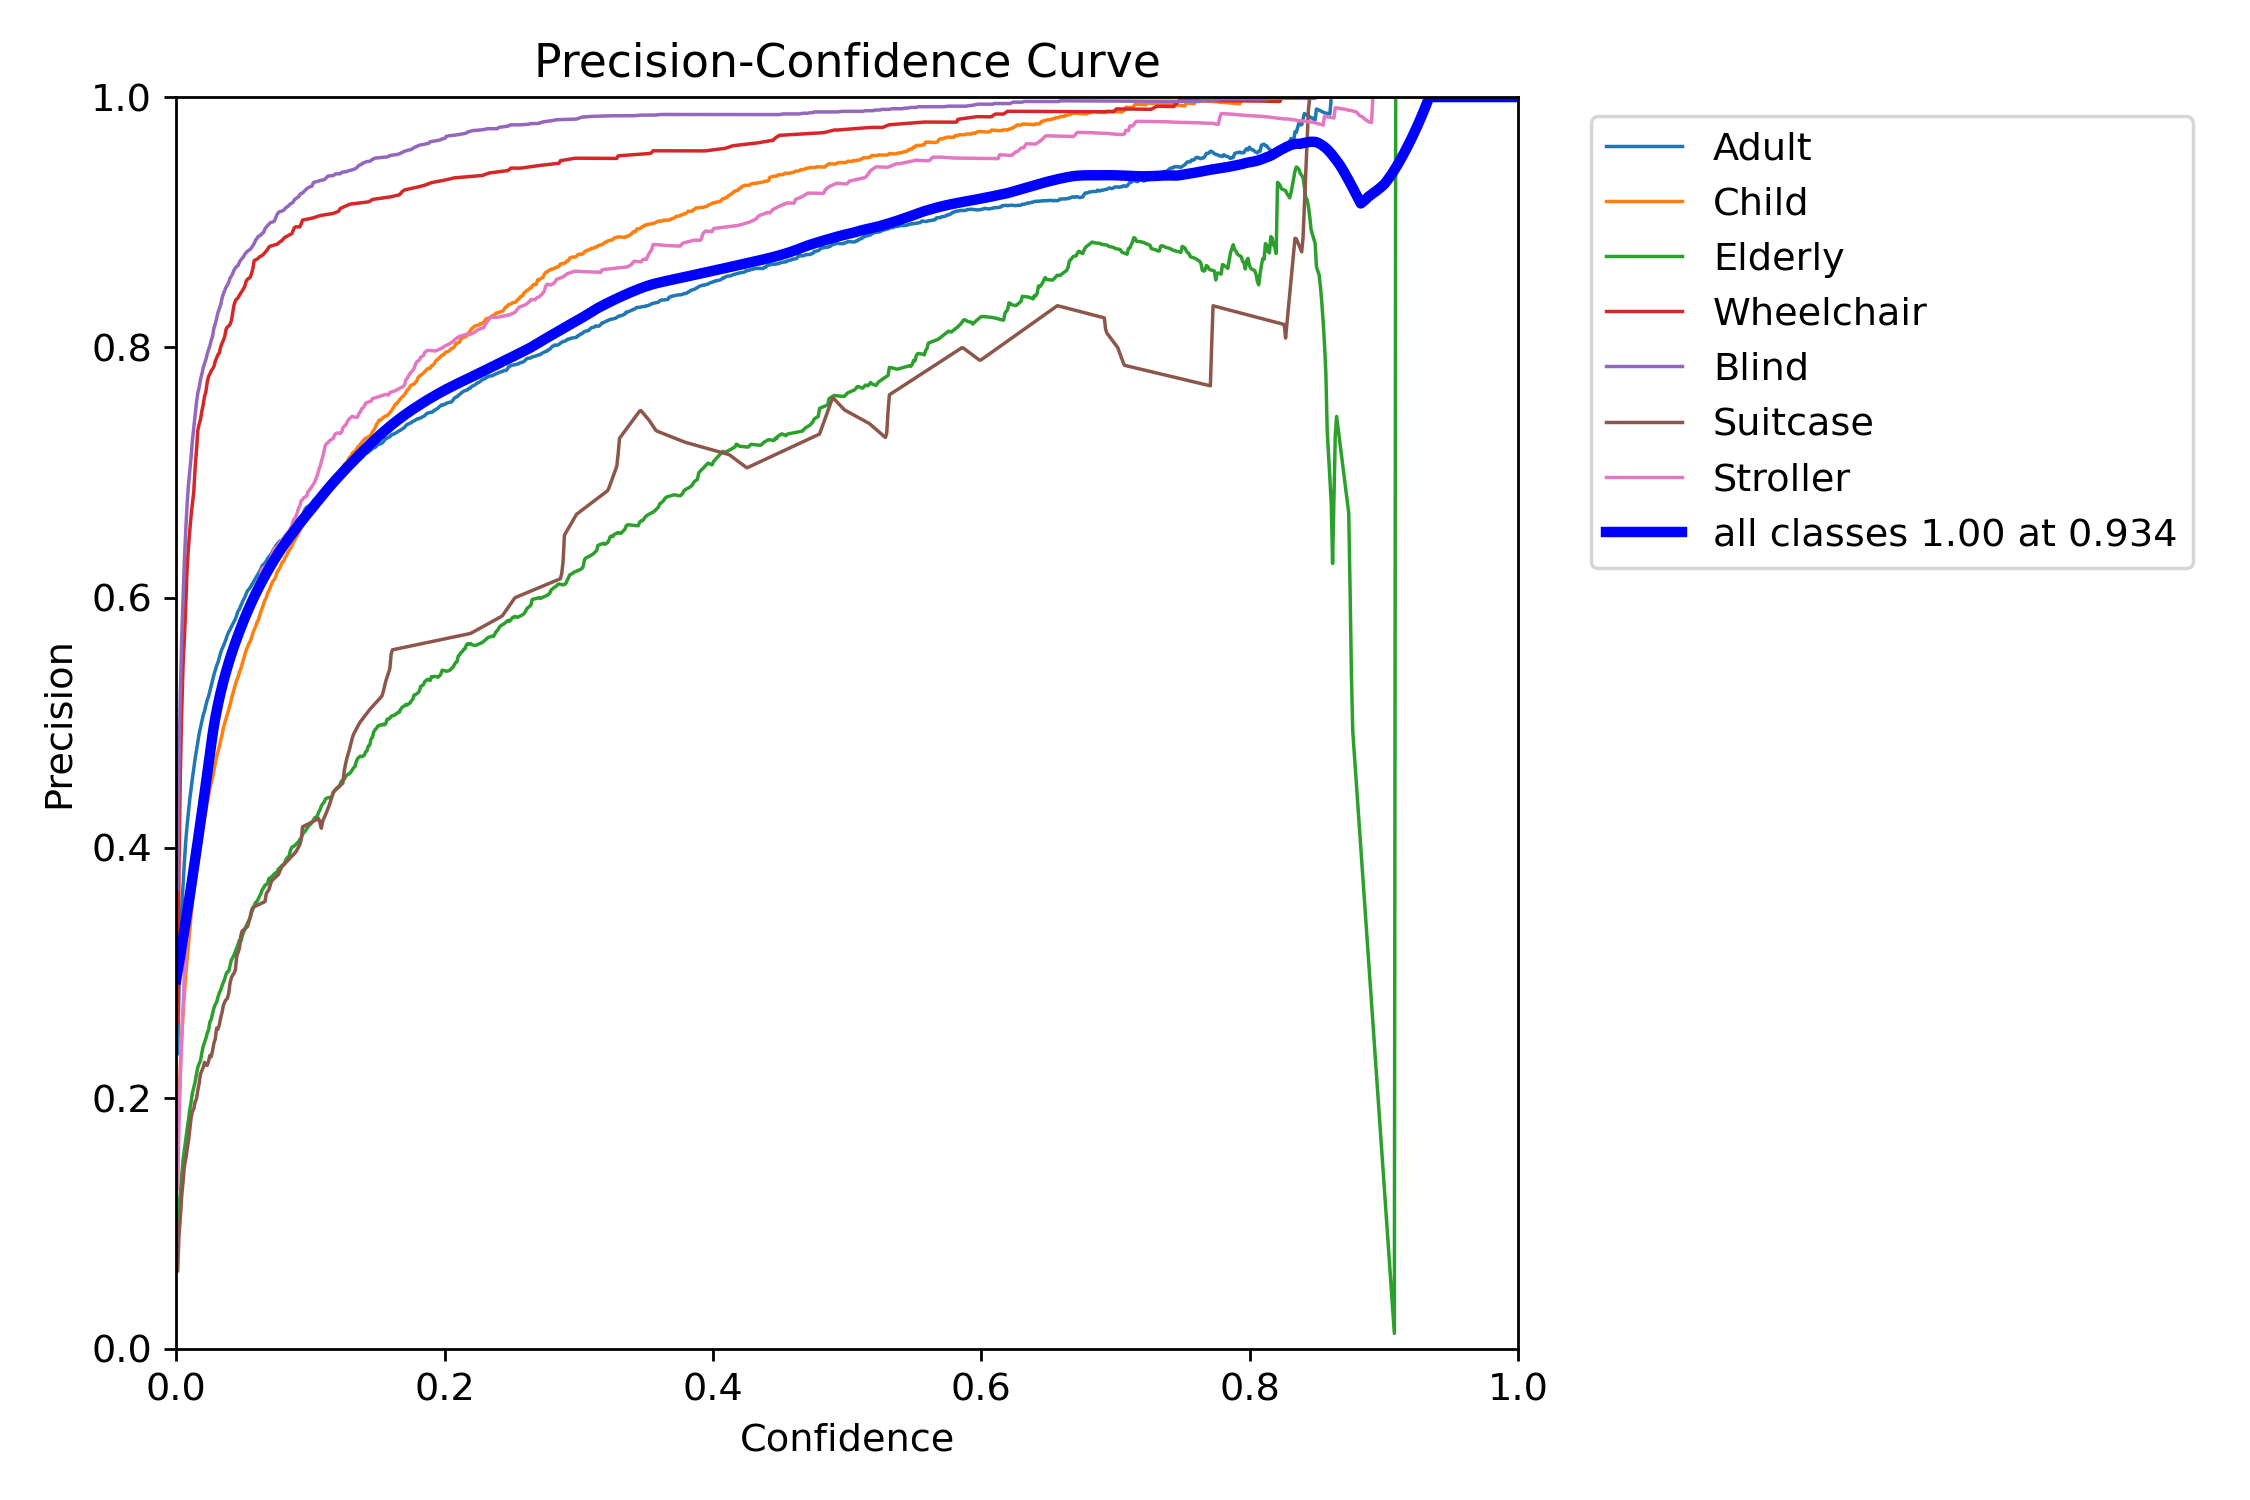 Precision-Confidence Curve
1.0
0.8
0.6
0.4
0.2
0.0
Precision
0.0 0.2 0.4 0.6 0.8 1.0
Confidence
Adult
Child
Elderly
Wheelchair
Blind
Suitcase
Stroller
all classes 1.00 at 0.934